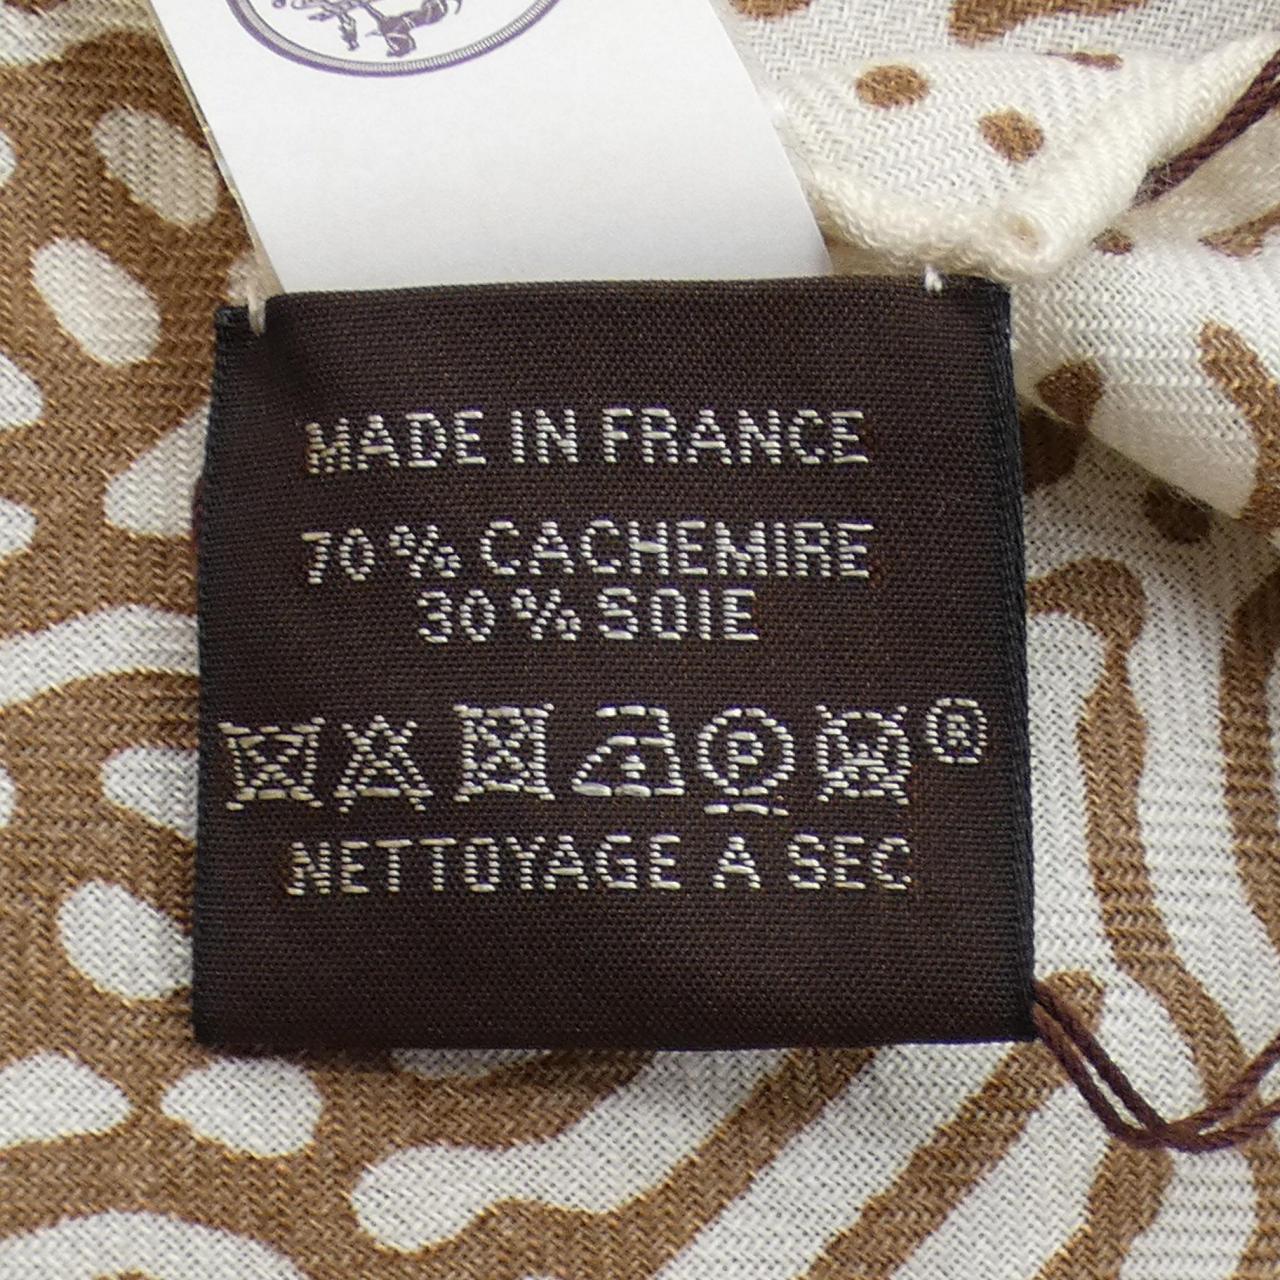 MADE IN FRANCE
70% CACHEMIRE
30% SOIE
P W ®
NETTOYAGE A SEC